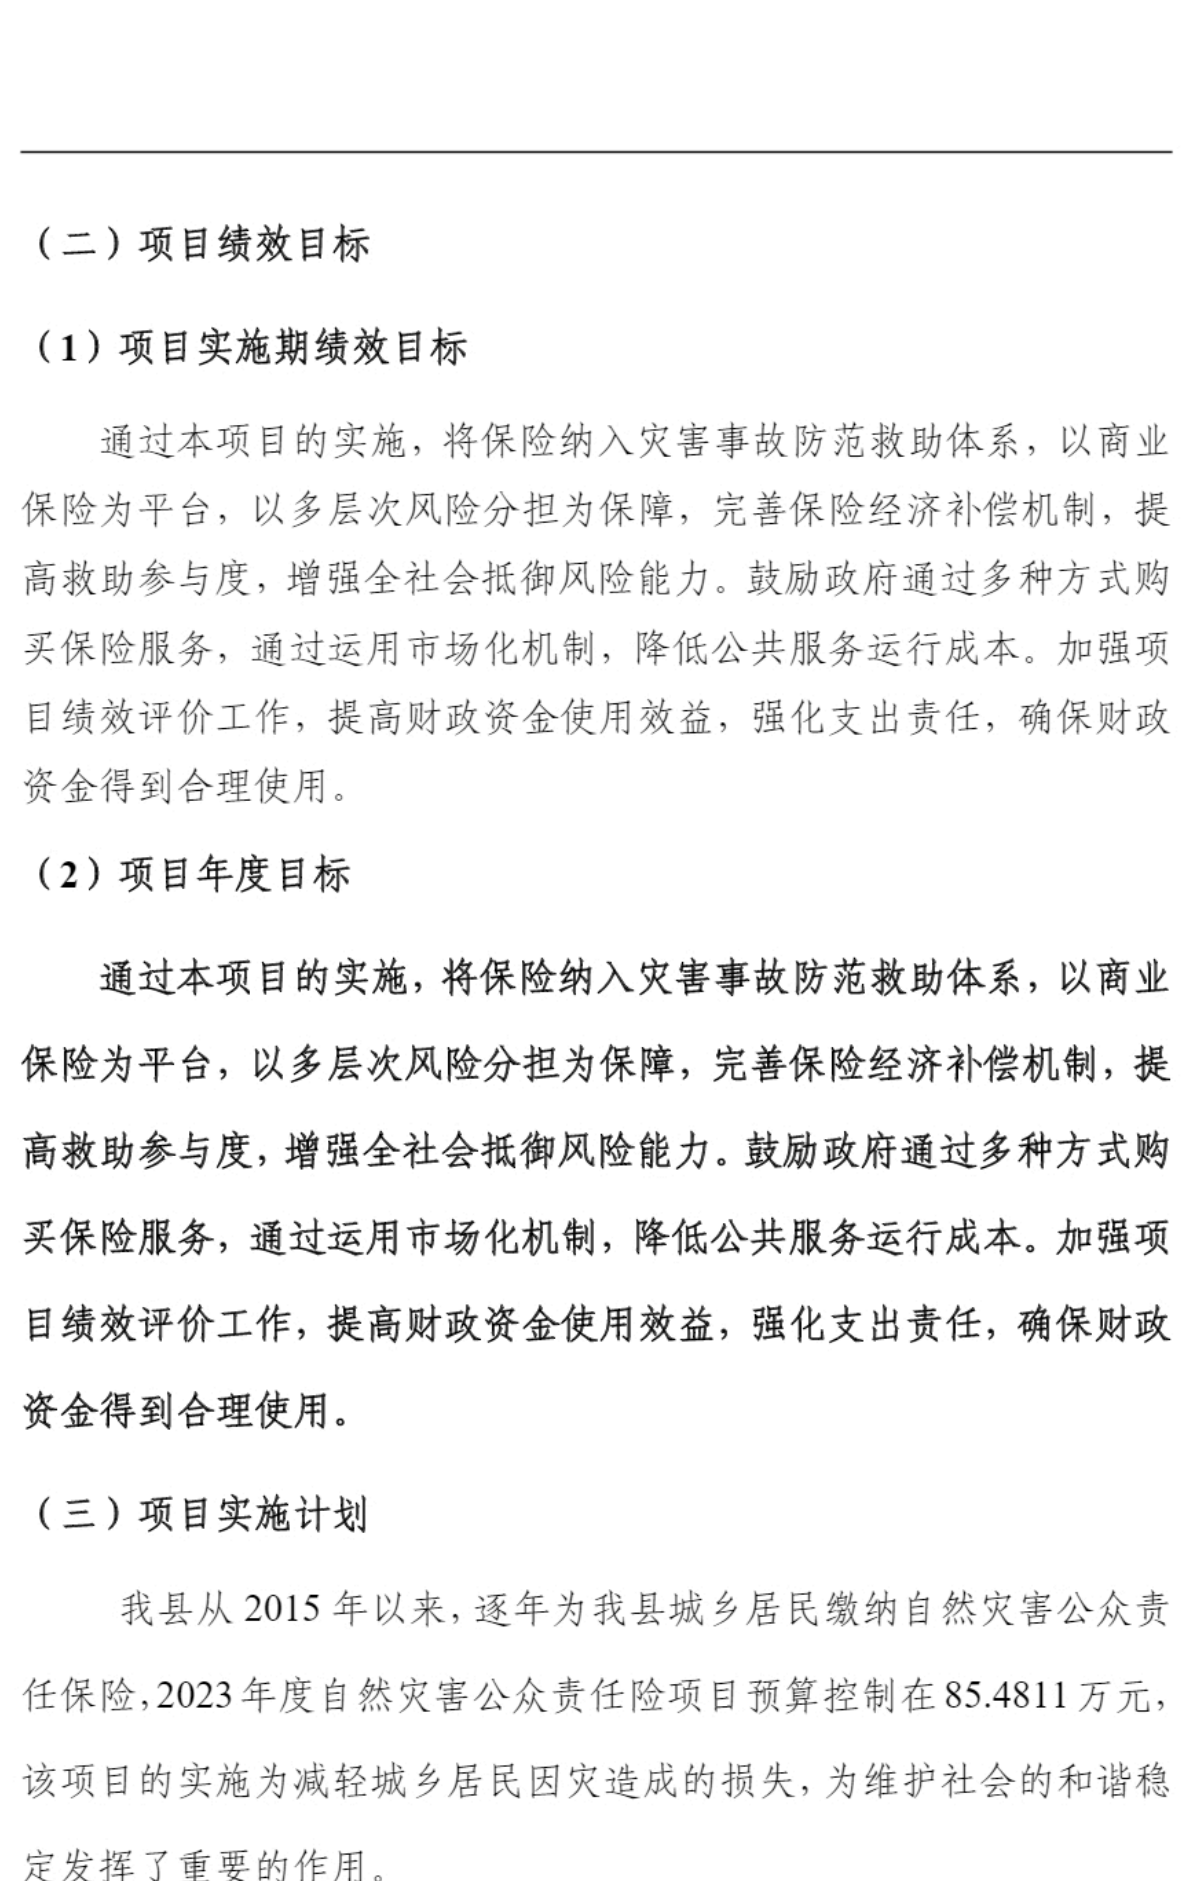 （二）项目绩效目标
（1）项目实施期绩效目标
通过本项目的实施，将保险纳入灾害事故防范救助体系，以商业
保险为平台，以多层次风险分担为保障，完善保险经济补偿机制，提
高救助参与度，增强全社会抵御风险能力。鼓励政府通过多种方式购
买保险服务，通过运用市场化机制，降低公共服务运行成本。加强项
目绩效评价工作，提高财政资金使用效益，强化支出责任，确保财政
资金得到合理使用。
（2）项目年度目标
通过本项目的实施，将保险纳入灾害事故防范救助体系，以商业
保险为平台，以多层次风险分担为保障，完善保险经济补偿机制，提
高救助参与度，增强全社会抵御风险能力。鼓励政府通过多种方式购
买保险服务，通过运用市场化机制，降低公共服务运行成本。加强项
目绩效评价工作，提高财政资金使用效益，强化支出责任，确保财政
资金得到合理使用。
（三）项目实施计划
我县从 2015 年以来，逐年为我县城乡居民缴纳自然灾害公众责
任保险，2023 年度自然灾害公众责任险项目预算控制在 85.4811 万元，
该项目的实施为减轻城乡居民因灾造成的损失，为维护社会的和谐稳
定发挥了重要的作用。